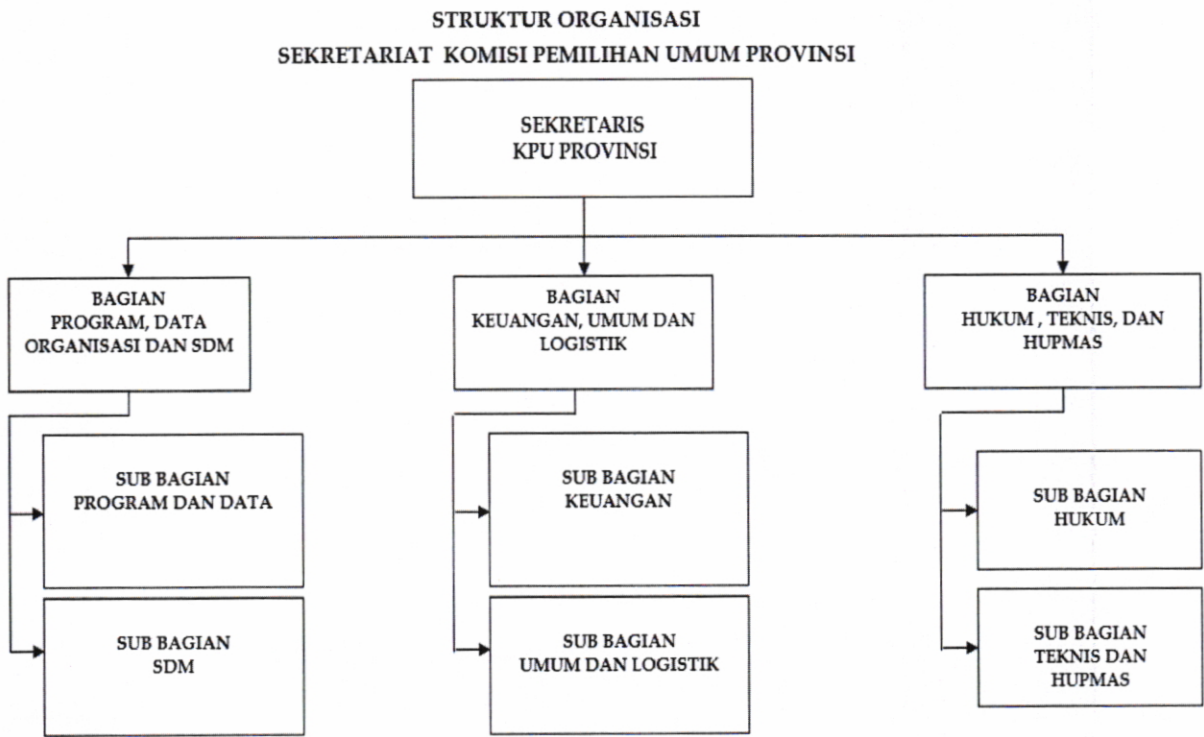 STRUKTUR ORGANISASI
SEKRETARIAT KOMISI PEMILIHAN UMUM PROVINSI
SEKRETARIS
KPU PROVINSI
BAGIAN
PROGRAM, DATA
ORGANISASI DAN SDM
BAGIAN
KEUANGAN, UMUM DAN
LOGISTIK
BAGIAN
HUKUM , TEKNIS, DAN
HUPMAS
SUB BAGIAN
PROGRAM DAN DATA
SUB BAGIAN
KEUANGAN
SUB BAGIAN
HUKUM
SUB BAGIAN
SDM
SUB BAGIAN
UMUM DAN LOGISTIK
SUB BAGIAN
TEKNIS DAN
HUPMAS